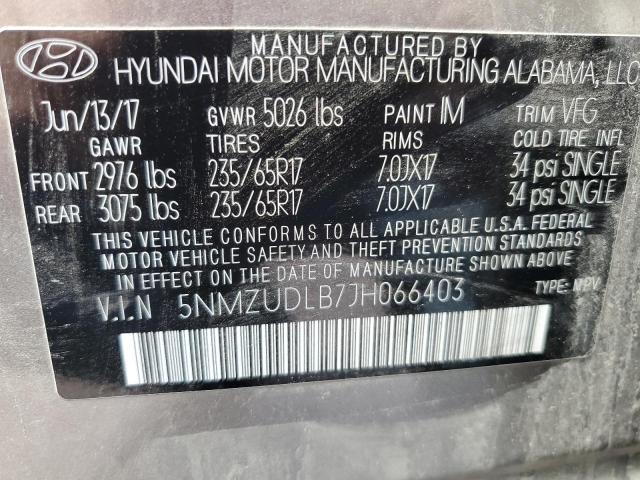 MANUFACTURED BY
HYUNDAI MOTOR MANUFACTURING ALABAMA, LLC
Jun/13/17 GVWR 5026 lbs PAINT IM TRIM VFG
GAWR TIRES RIMS COLD TIRE INFL
FRONT 2976 lbs 235/65R17 7.0JX17 34 psi SINGLE
REAR 3075 lbs 235/65R17 7.0JX17 34 psi SINGLE
THIS VEHICLE CONFORMS TO ALL APPLICABLE U.S.A. FEDERAL
MOTOR VEHICLE SAFETY AND THEFT PREVENTION STANDARDS
IN EFFECT ON THE DATE OF MANUFACTURE SHOWN ABOVE
V.I.N 5NMZUDLB7JH066403 TYPE: MPV